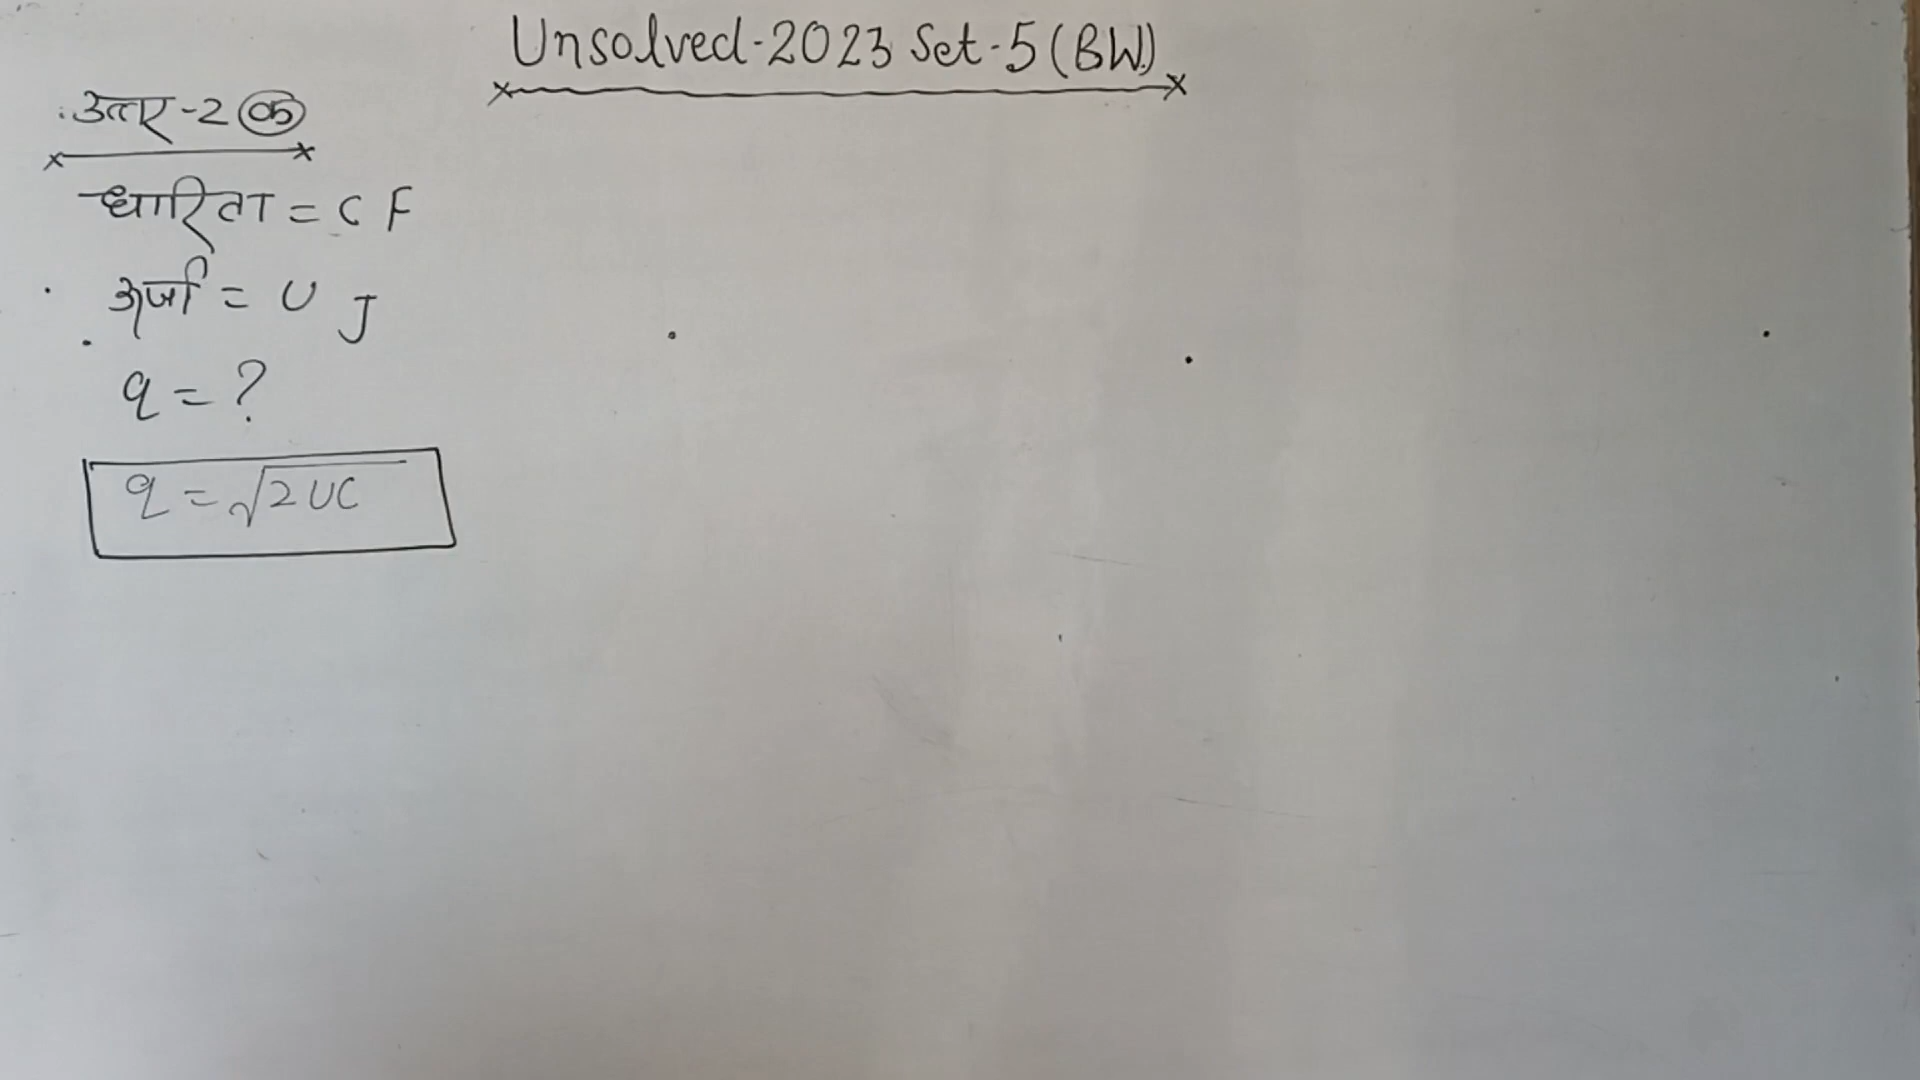 Unsolved-2023 Set-5 (BW)
उत्तर-2 क
धारिता = C F
ऊर्जा = U J
q = ?
q = √2UC